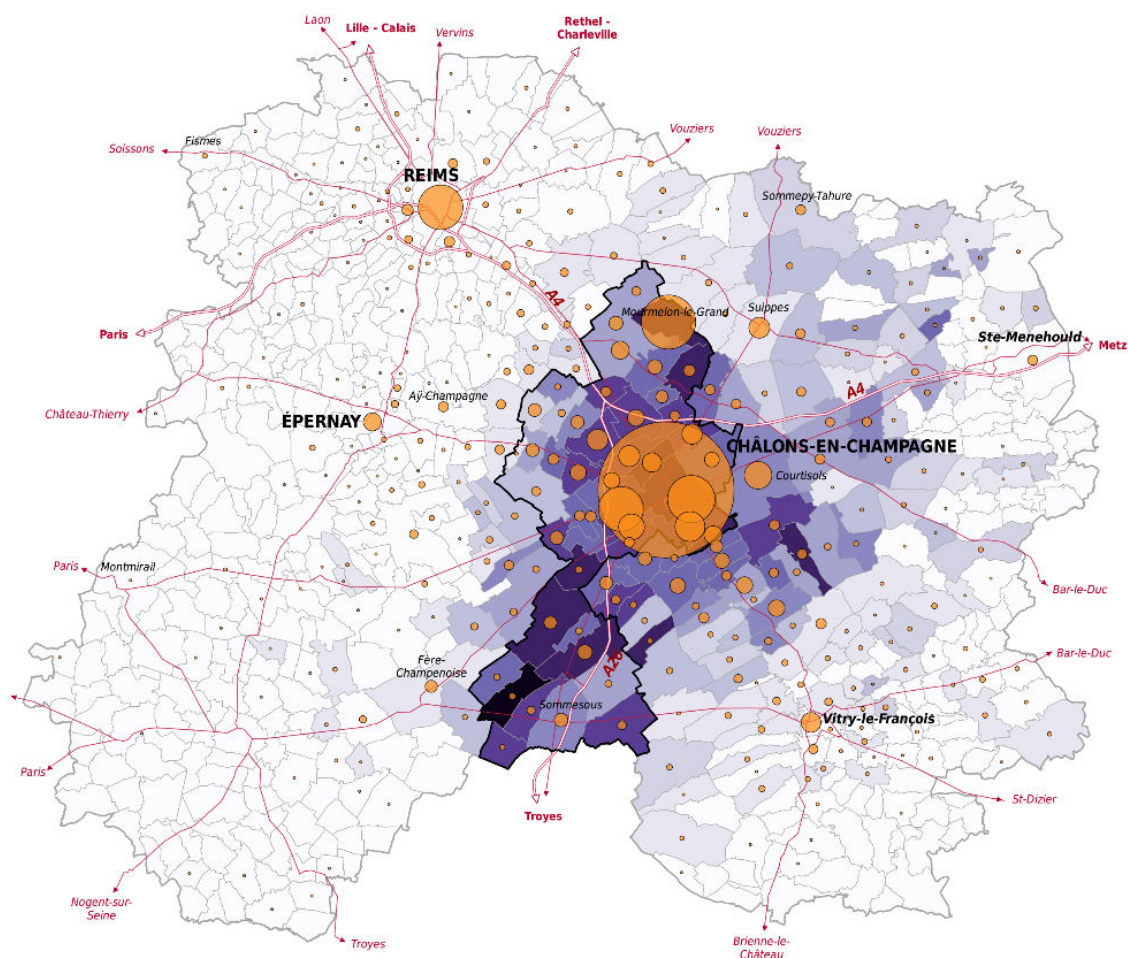 Laon
Lille - Calais
Vervins
Rethel -
Charleville
Fismes
Soissons
Vouziers
Vouziers
REIMS
Sommepy-Tahure
A4
Mourmelon-le-Grand
Suippes
Paris
Ste-Menehould
Metz
A4
Château-Thierry
Aÿ-Champagne
ÉPERNAY
CHÂLONS-EN-CHAMPAGNE
Courtisols
Paris
Montmirail
Bar-le-Duc
Fère-
Champenoise
A26
Bar-le-Duc
Sommesous
Vitry-le-François
Paris
St-Dizier
Troyes
Nogent-sur-
Seine
Troyes
Brienne-le-
Château